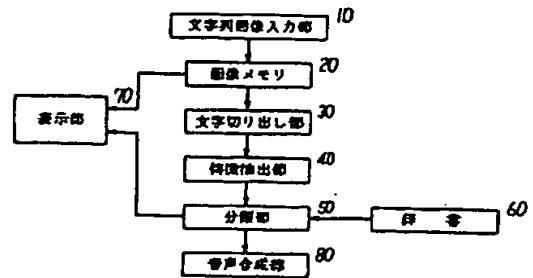 10
文字列画像入力部
20
画像メモリ
70
30
表示部
文字切り出し部
40
特徴抽出部
50
60
分類部
辞書
80
音声合成部